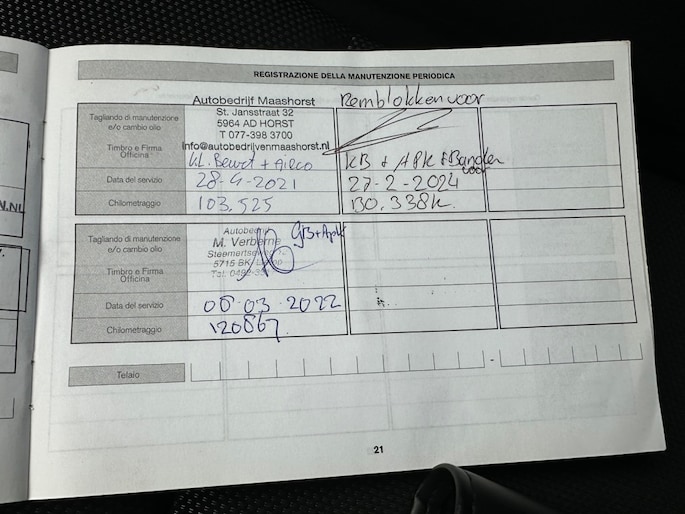 REGISTRAZIONE DELLA MANUTENZIONE PERIODICA
Tagliando di manutenzione
e/o cambio olio
Timbro e Firma
Officina
Data del servizio
Chilometraggio
Autobedrijf Maashorst
St. Jansstraat 32
5964 AD HORST
T 077-398 3700
info@autobedrijvenmaashorst.nl
kl. Beurt + Airco
28-4-2021
103.525
Remblokken voor
KB + APK + Banden
voor
27-2-2024
130.338k.
Tagliando di manutenzione
e/o cambio olio
Timbro e Firma
Officina
Data del servizio
Chilometraggio
M. Verberne
GB + Apk
5715 BK
08-03-2022
120867.
Telaio
-
21
N.NL